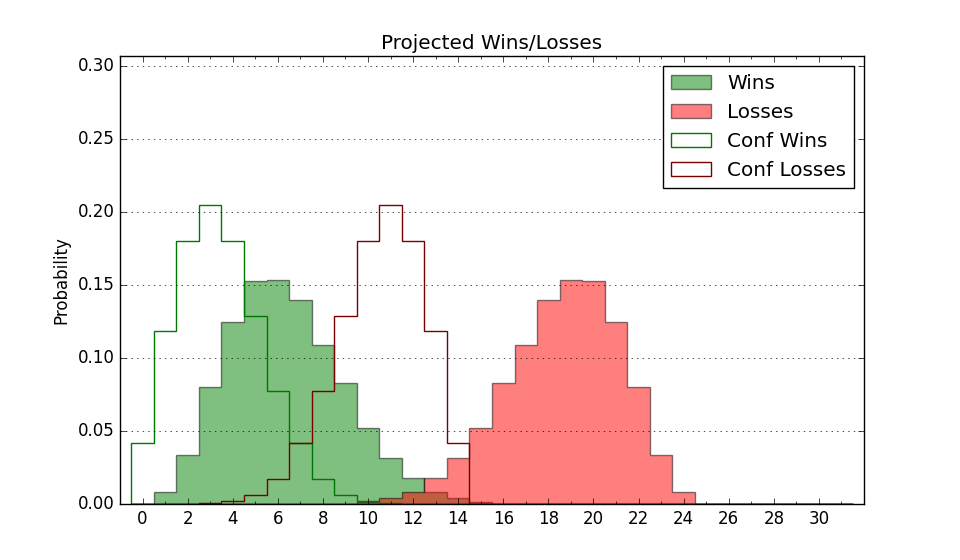 Projected Wins/Losses
0.30
0.25
0.20
0.15
0.10
0.05
0.00
Probability
Wins
Losses
Conf Wins
Conf Losses
0 2 4 6 8 10 12 14 16 18 20 22 24 26 28 30